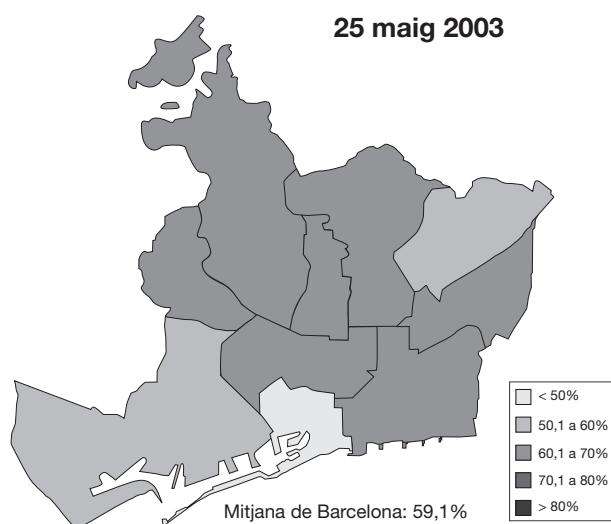 25 maig 2003
< 50%
50,1 a 60%
60,1 a 70%
70,1 a 80%
> 80%
Mitjana de Barcelona: 59,1%